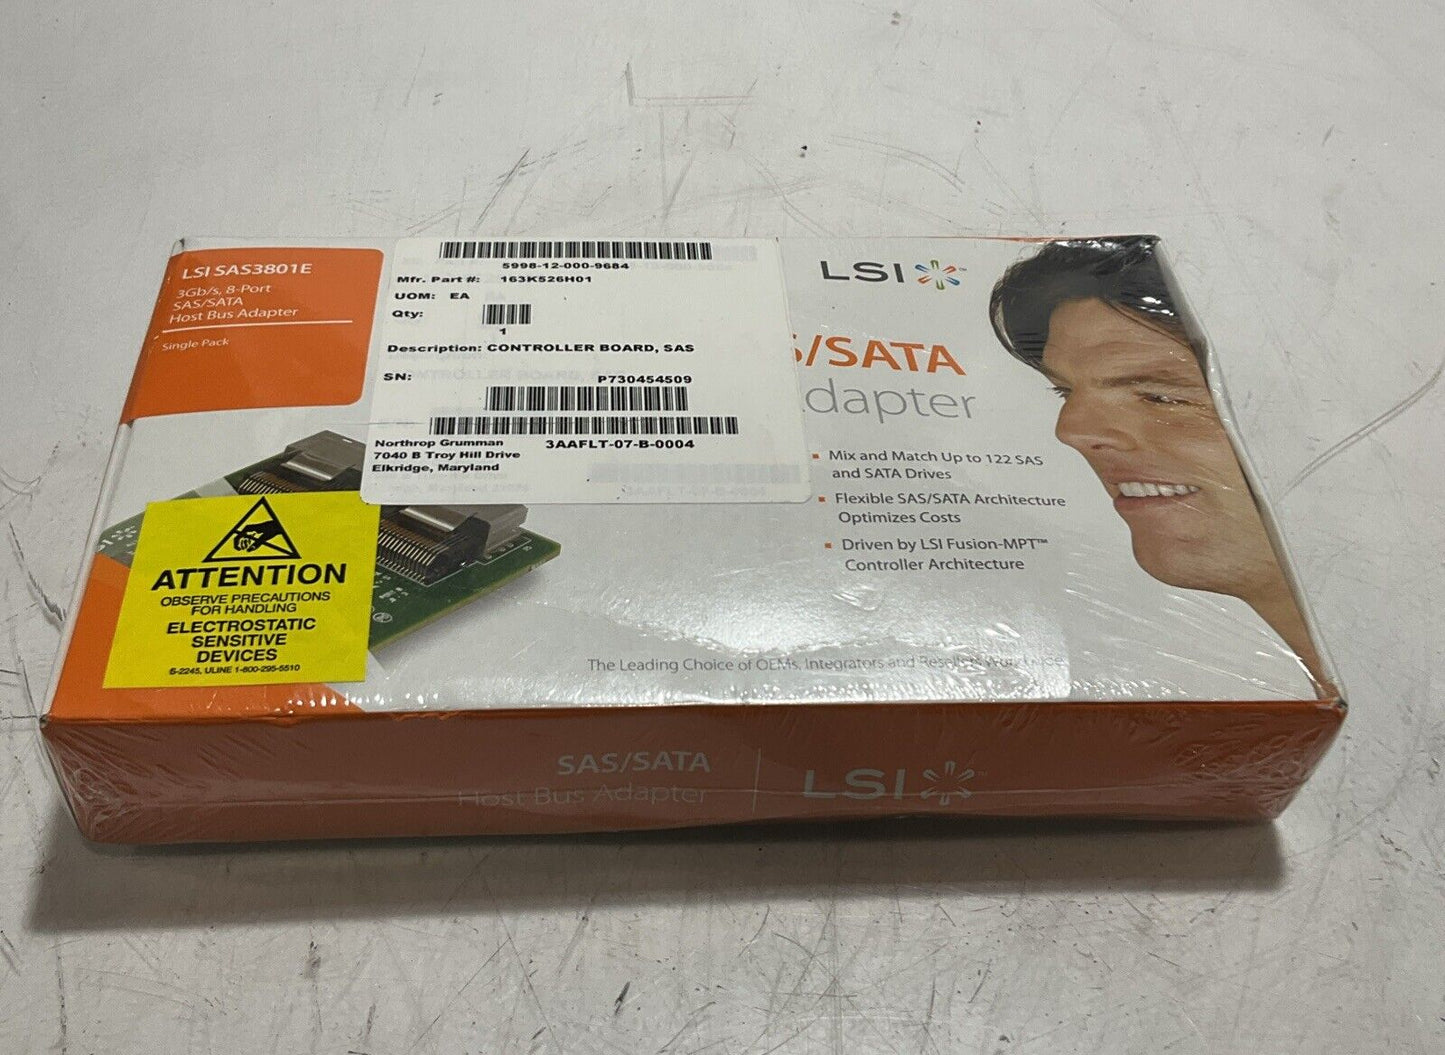 LSI SAS3801E
3Gb/s, 8-Port
SAS/SATA
Host Bus Adapter
Single Pack
5998-12-000-9684
Mfr. Part #: 163K526H01
UOM: EA
Qty:
1
Description: CONTROLLER BOARD, SAS
SN: P730454509
3AAFLT-07-B-0004
Northrop Grumman
7040 B Troy Hill Drive
Elkridge, Maryland
LSI
S/SATA
dapter
Mix and Match Up to 122 SAS
and SATA Drives
Flexible SAS/SATA Architecture
Optimizes Costs
Driven by LSI Fusion-MPT™
Controller Architecture
The Leading Choice of OEMs, Integrators and Resellers Worldwide
ATTENTION
OBSERVE PRECAUTIONS
FOR HANDLING
ELECTROSTATIC
SENSITIVE
DEVICES
S-2245, ULINE 1-800-295-5510
SAS/SATA
Host Bus Adapter
LSI